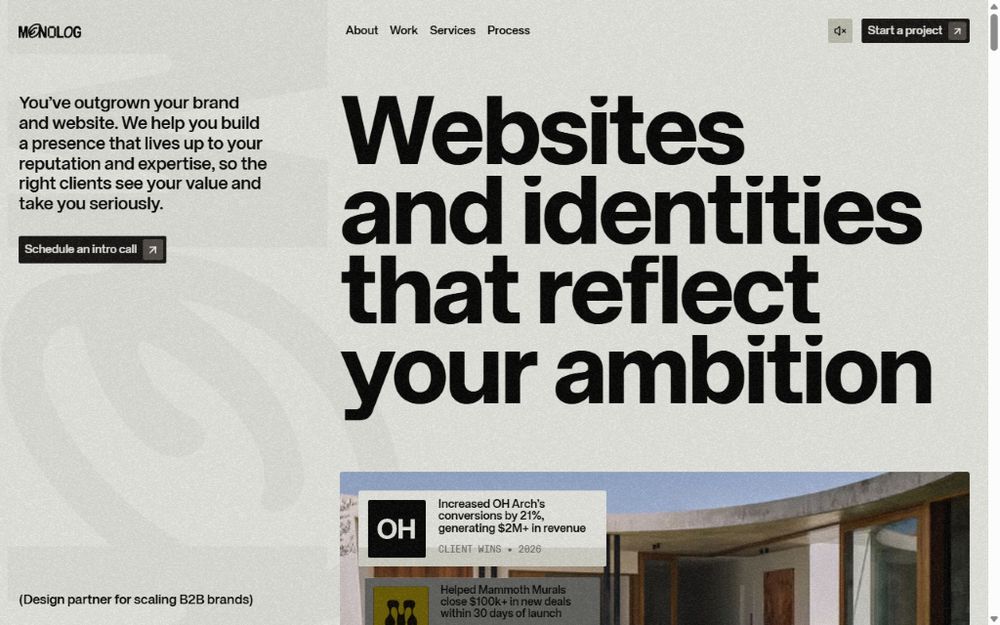 MONOLOG
About Work Services Process
Start a project
You've outgrown your brand
and website. We help you build
a presence that lives up to your
reputation and expertise, so the
right clients see your value and
take you seriously.
Schedule an intro call
(Design partner for scaling B2B brands)
Websites
and identities
that reflect
your ambition
OH
Increased OH Arch's
conversions by 21%,
generating $2M+ in revenue
CLIENT WINS • 2026
Helped Mammoth Murals
close $100k+ in new deals
within 30 days of launch